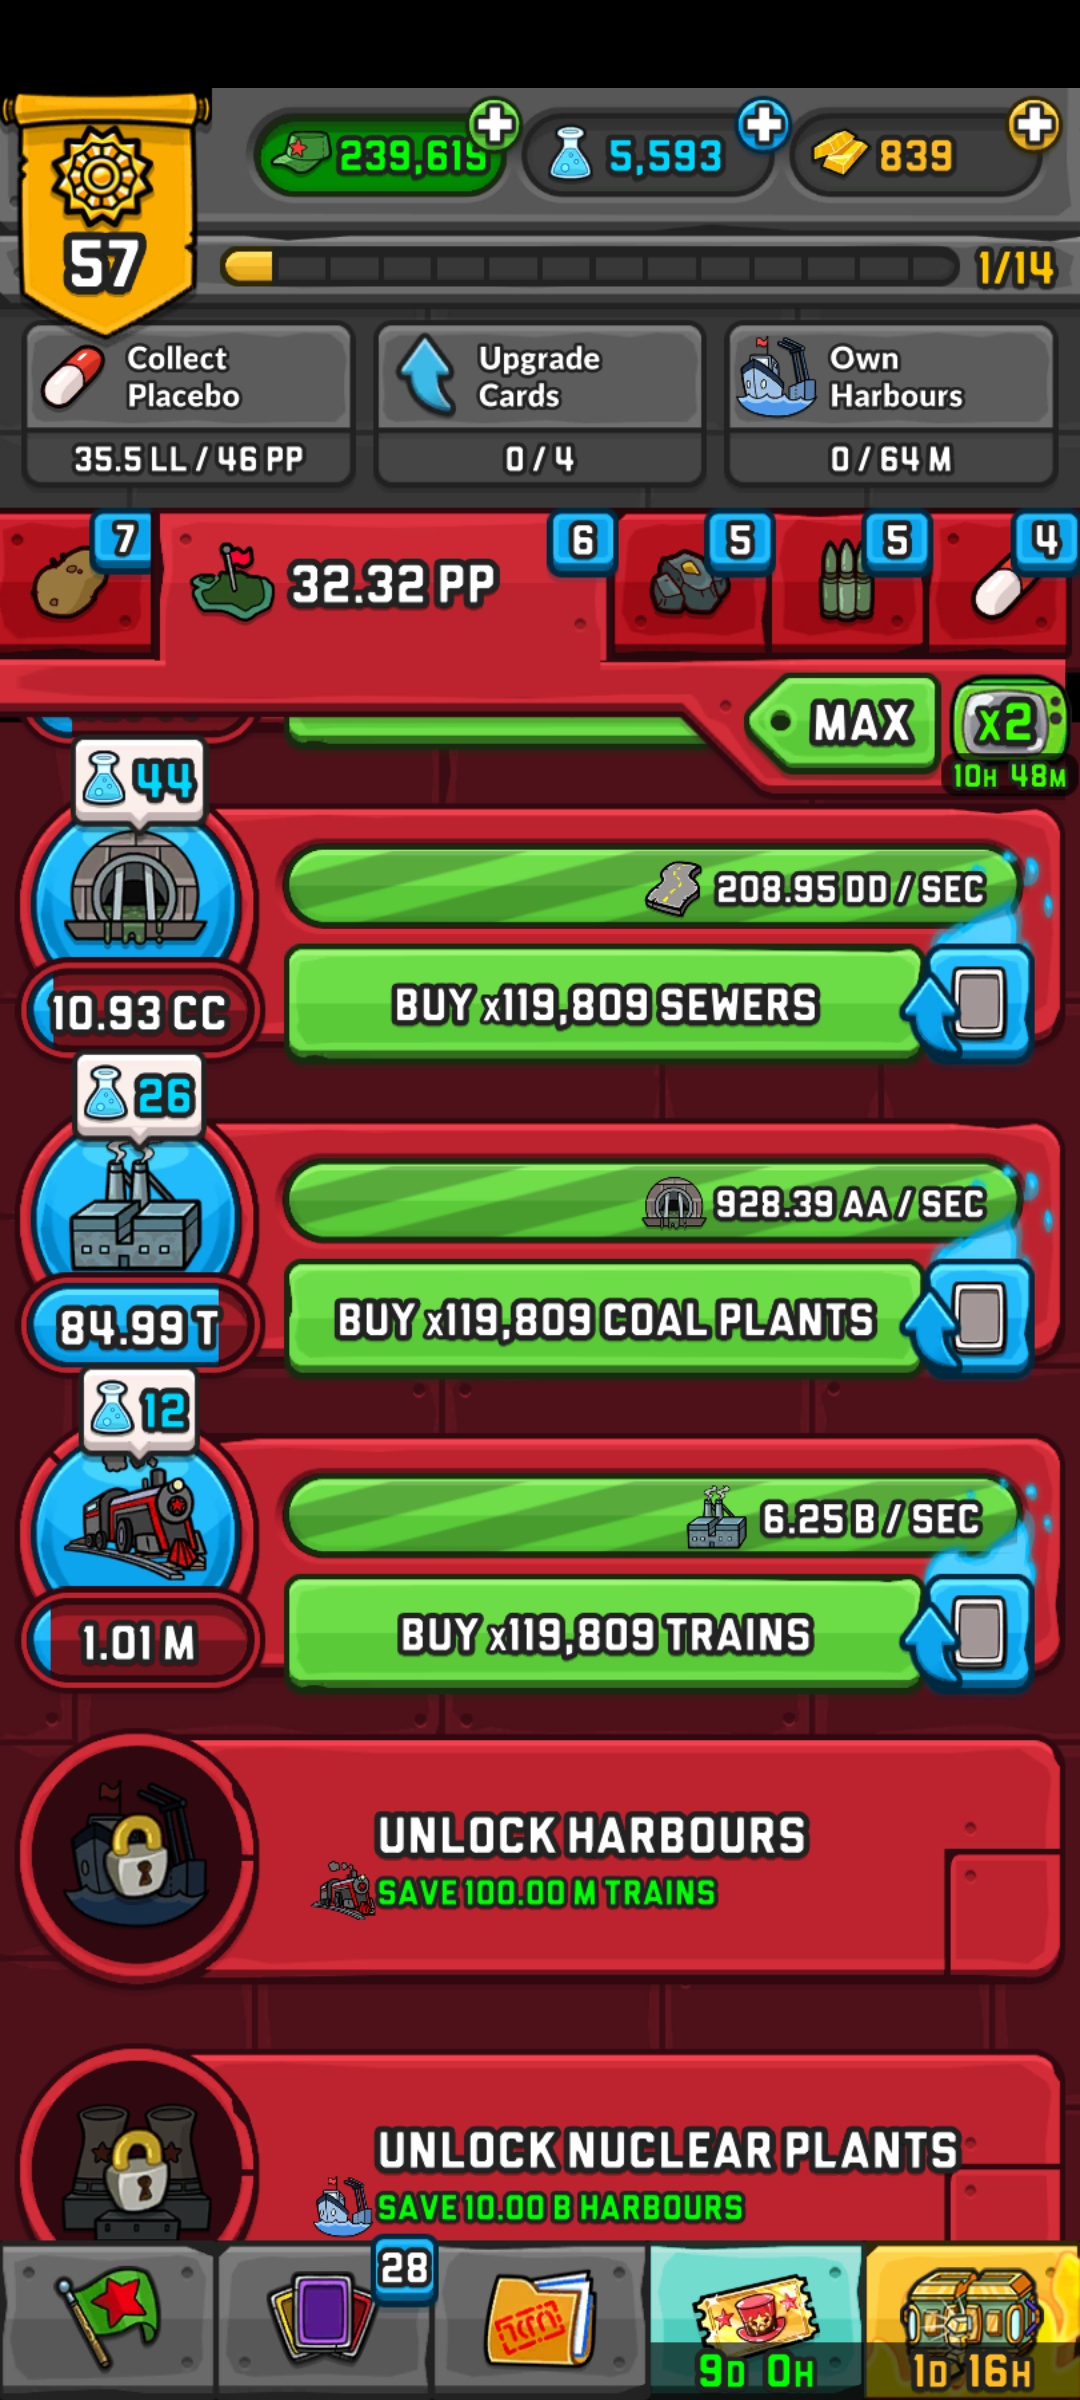 239,619
5,593
839
57
1/14
Collect
Placebo
Upgrade
Cards
Own
Harbours
35.5 LL / 46 PP
0 / 4
0 / 64 M
7
32.32 PP
6
5
5
4
MAX
x2
10H 48M
44
208.95 DD / SEC
10.93 CC
BUY x119,809 SEWERS
26
928.39 AA / SEC
84.99 T
BUY x119,809 COAL PLANTS
12
6.25 B / SEC
1.01 M
BUY x119,809 TRAINS
UNLOCK HARBOURS
SAVE 100.00 M TRAINS
UNLOCK NUCLEAR PLANTS
SAVE 10.00 B HARBOURS
28
9D 0H
1D 16H